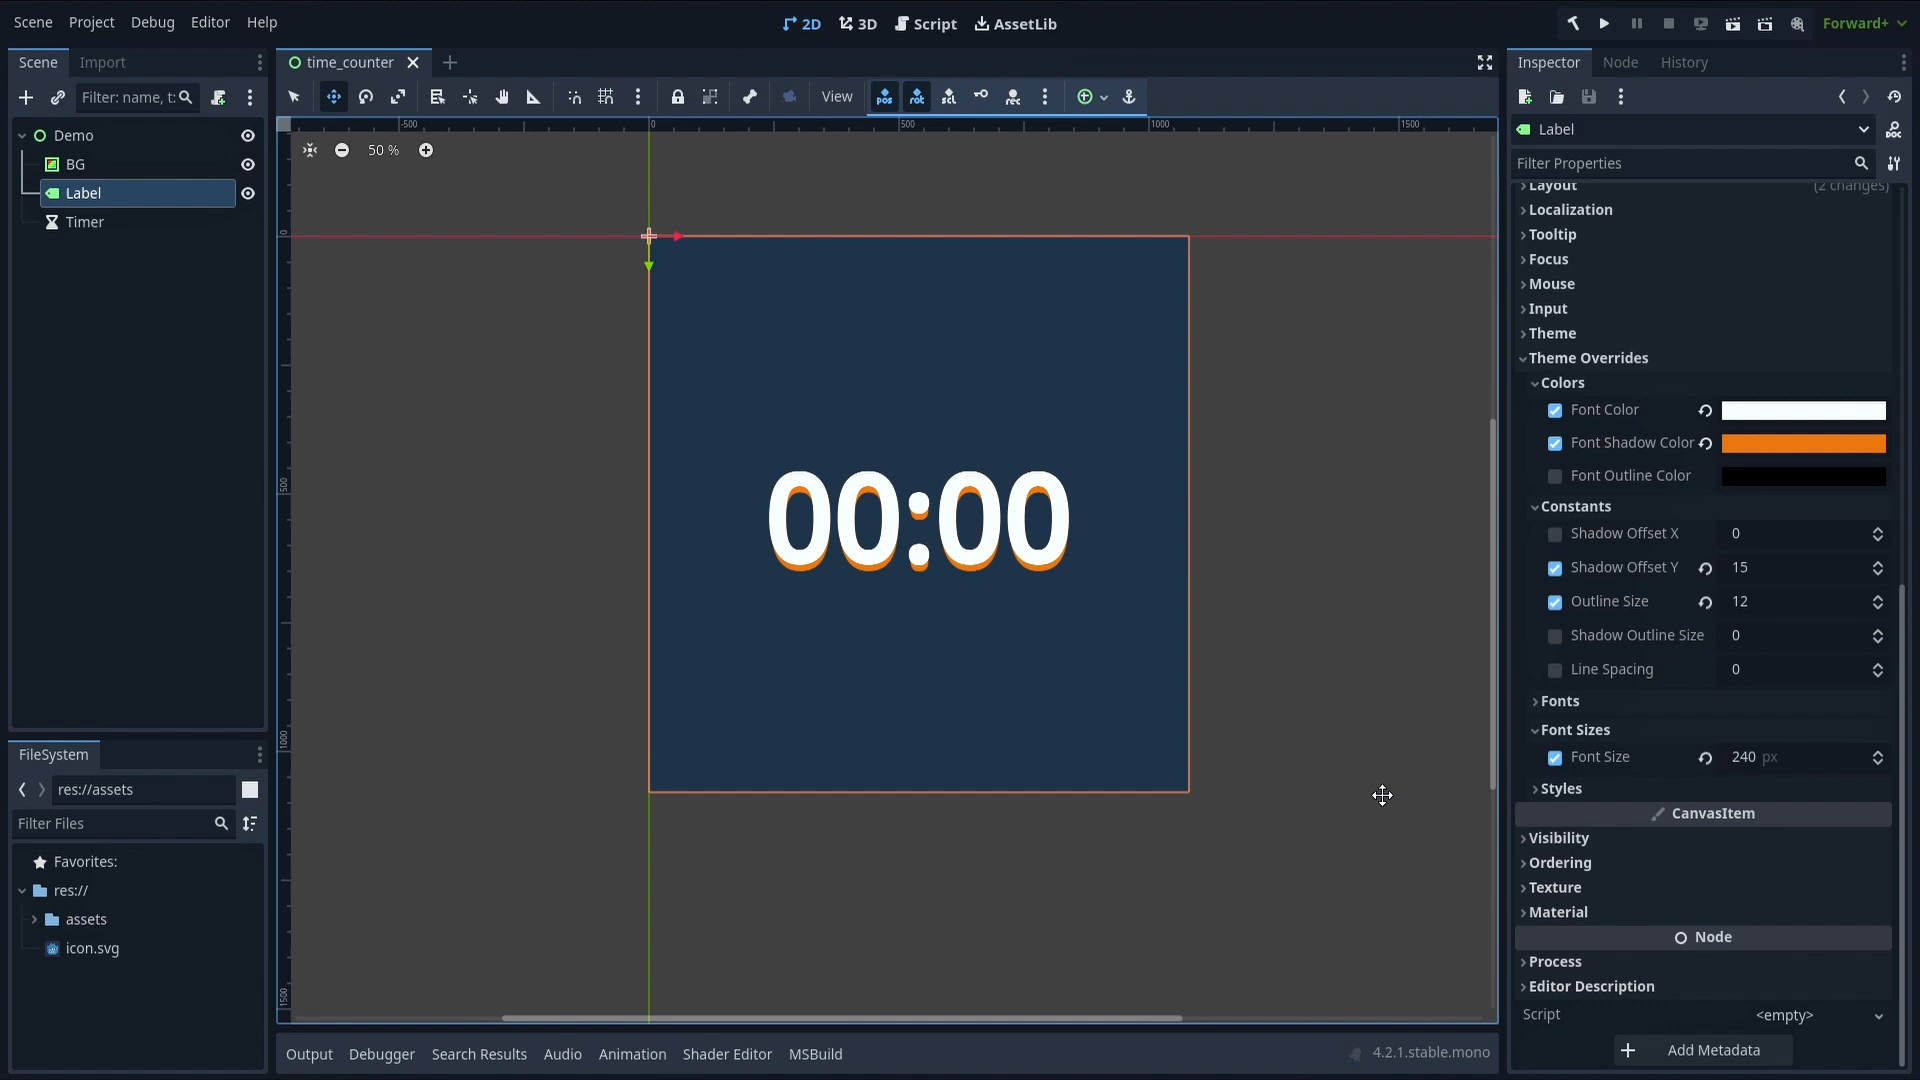 Scene Project Debug Editor Help
2D 3D Script AssetLib
Forward+
Scene Import
Filter: name, t:
Demo
BG
Label
Timer
FileSystem
res://assets
Filter Files
Favorites:
res://
assets
icon.svg
time_counter
View
-500 0 500 1000 1500
50 %
0
500
1000
1500
00:00
Output Debugger Search Results Audio Animation Shader Editor MSBuild
4.2.1.stable.mono
Inspector Node History
Label
DOC
Filter Properties
Layout (2 changes)
Localization
Tooltip
Focus
Mouse
Input
Theme
Theme Overrides
Colors
Font Color
Font Shadow Color
Font Outline Color
Constants
Shadow Offset X 0
Shadow Offset Y 15
Outline Size 12
Shadow Outline Size 0
Line Spacing 0
Fonts
Font Sizes
Font Size 240 px
Styles
CanvasItem
Visibility
Ordering
Texture
Material
Node
Process
Editor Description
Script <empty>
Add Metadata